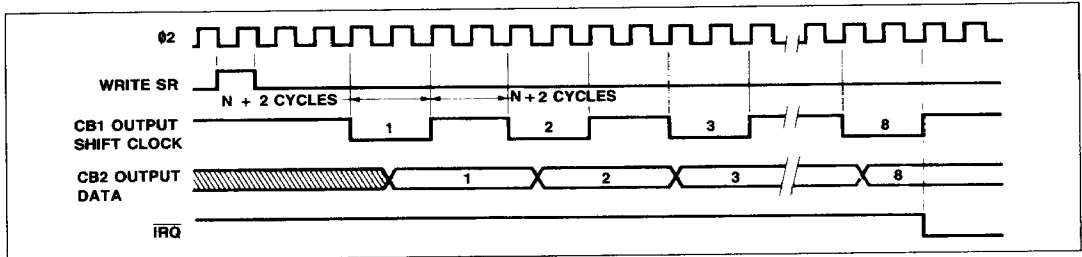 ϕ2
WRITE SR
N + 2 CYCLES N + 2 CYCLES
CB1 OUTPUT
SHIFT CLOCK
1 2 3 8
CB2 OUTPUT
DATA
1 2 3 8
IRQ